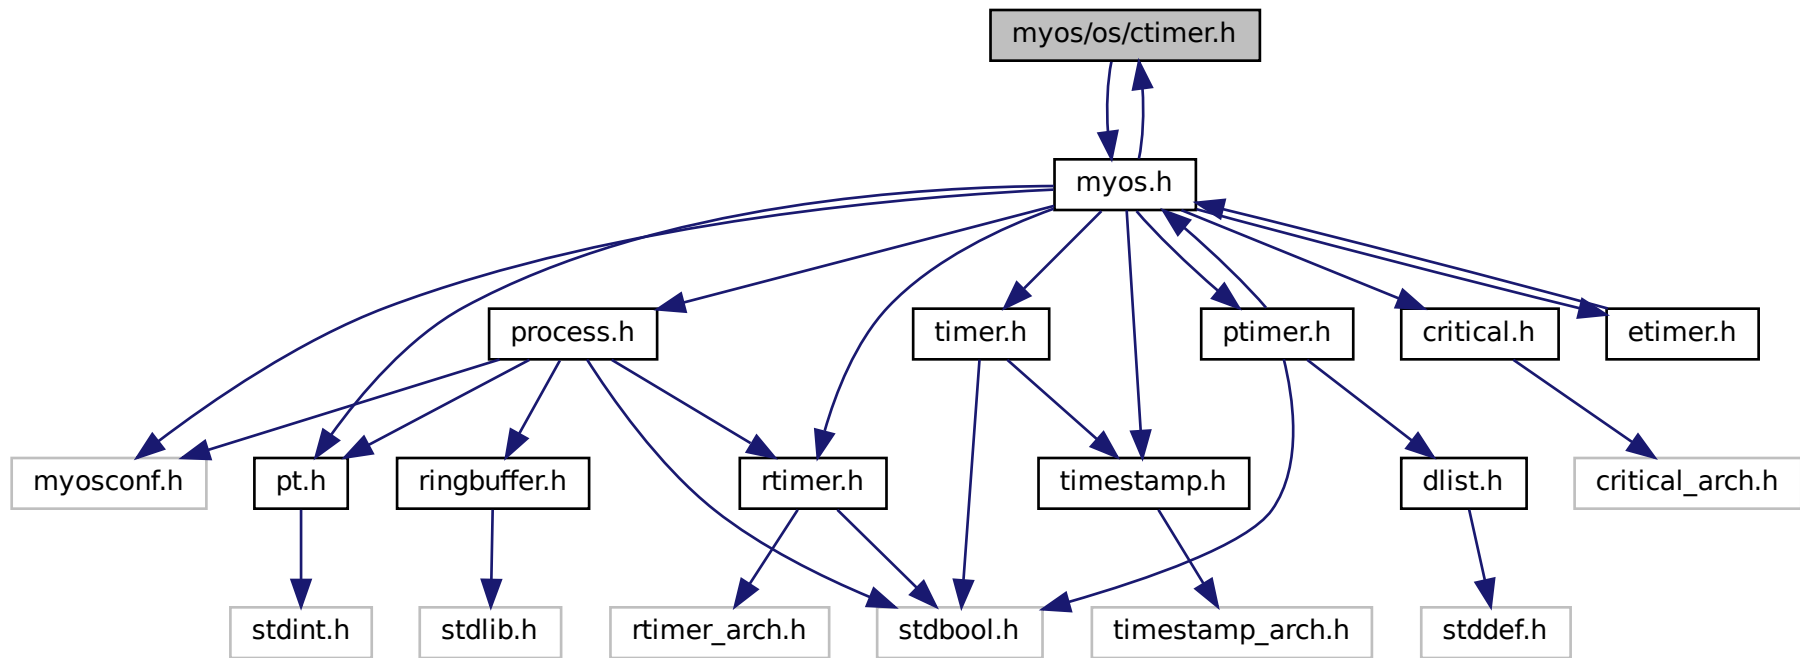 myos/os/ctimer.h
myos.h
process.h
timer.h
ptimer.h
critical.h
etimer.h
myosconf.h
pt.h
ringbuffer.h
rtimer.h
timestamp.h
dlist.h
critical_arch.h
stdint.h
stdlib.h
rtimer_arch.h
stdbool.h
timestamp_arch.h
stddef.h